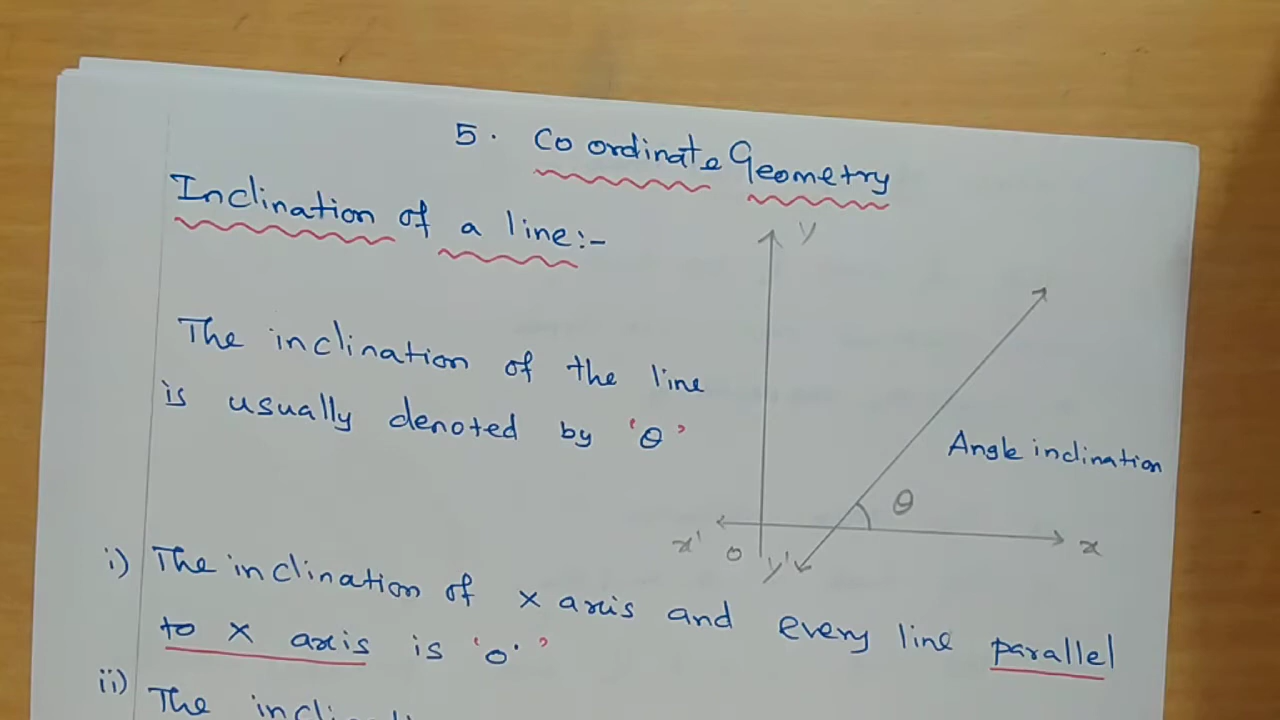 5. Co ordinate Geometry
Inclination of a line:-
The inclination of the line
is usually denoted by 'θ'
y
Angle inclination
θ
x' o y' x
i) The inclination of x axis and every line parallel
to x axis is '0°'
ii) The